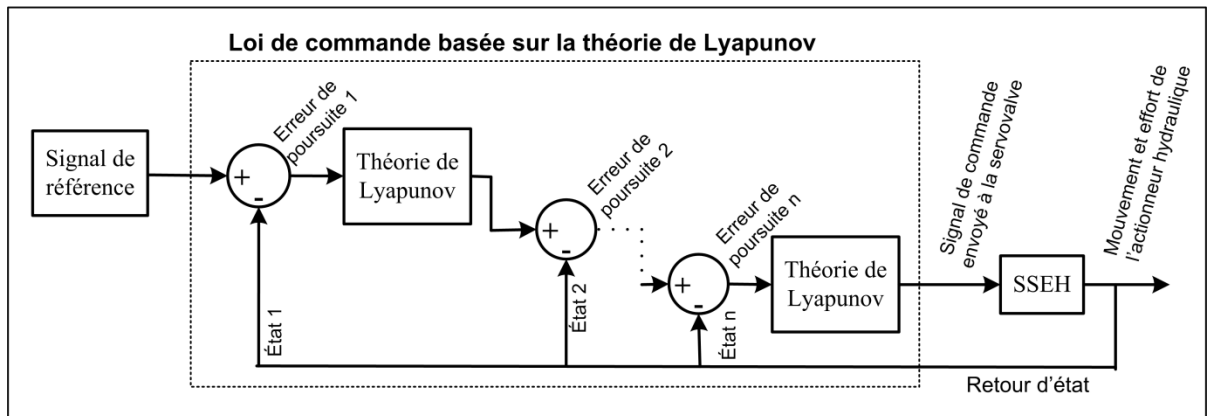 Loi de commande basée sur la théorie de Lyapunov
Signal de
référence
+
-
Erreur de
poursuite 1
Théorie de
Lyapunov
+
-
Erreur de
poursuite 2
+
-
Erreur de
poursuite n
Théorie de
Lyapunov
Signal de commande
envoyé à la servovalve
SSEH
Mouvement et effort de
l'actionneur hydraulique
État 1
État 2
État n
Retour d'état